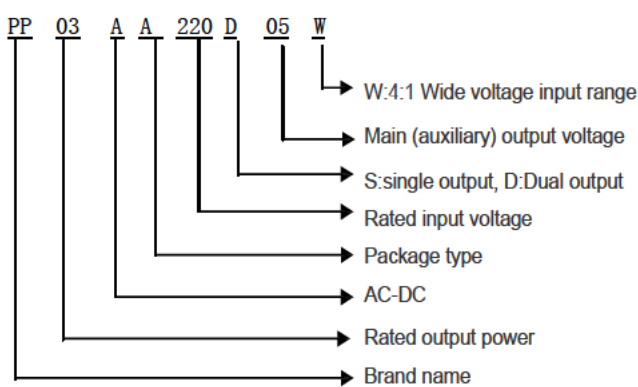 PP 03 A A 220 D 05 W
W:4:1 Wide voltage input range
Main (auxiliary) output voltage
S:single output, D:Dual output
Rated input voltage
Package type
AC-DC
Rated output power
Brand name